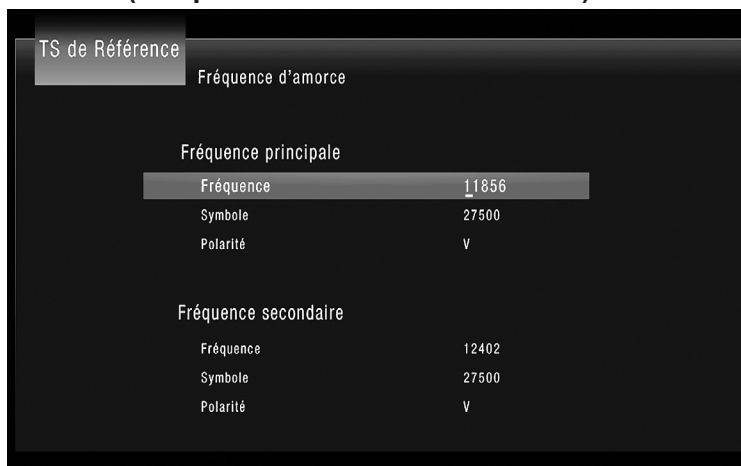 TS de Référence
Fréquence d'amorce
Fréquence principale
Fréquence 11856
Symbole 27500
Polarité V
Fréquence secondaire
Fréquence 12402
Symbole 27500
Polarité V